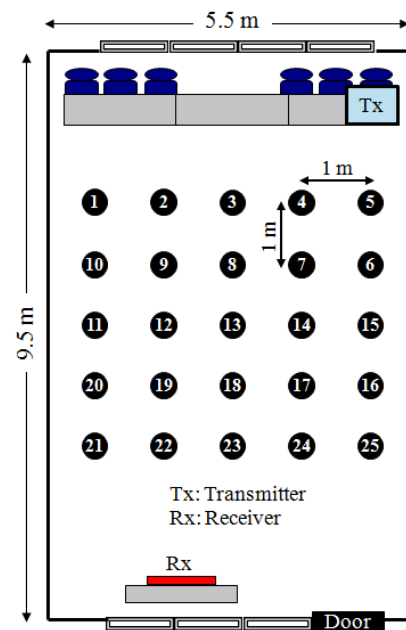 5.5 m
Tx
1 m
1 2 3 4 5
1 m
10 9 8 7 6
9.5 m
11 12 13 14 15
20 19 18 17 16
21 22 23 24 25
Tx: Transmitter
Rx: Receiver
Rx
Door